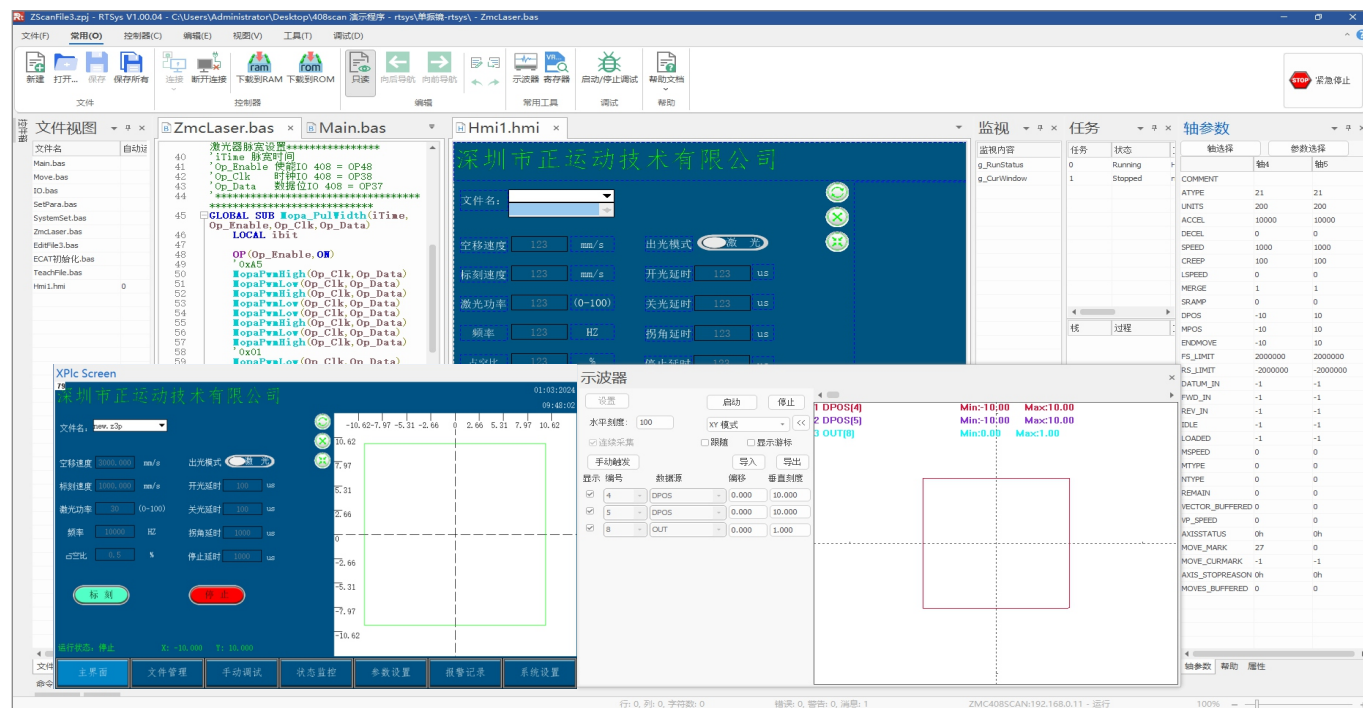 ZScanFile3.zpj - RTSys V1.00.04 - C:\Users\Administrator\Desktop\408scan 演示程序 - rtsys\单振镜-rtsys\ - ZmcLaser.bas
文件(F) 常用(O) 控制器(C) 编辑(E) 视图(V) 工具(T) 调试(D)
新建 打开... 保存 保存所有 连接 断开连接 下载到RAM 下载到ROM 只读 向后导航 向前导航 示波器 寄存器 启动/停止调试 帮助文档 STOP 紧急停止
文件 控制器 编辑 常用工具 调试 帮助
文件视图
文件名 自动运
Main.bas
Move.bas
IO.bas
SetPara.bas
SystemSet.bas
ZmcLaser.bas
EditFile3.bas
ECAT初始化.bas
TeachFile.bas
Hmi1.hmi 0
ZmcLaser.bas × Main.bas
激光器脉宽设置****************
40 'iTime 脉宽时间
41 'Op_Enable 使能IO 408 = OP48
42 'Op_Clk 时钟IO 408 = OP38
43 'Op_Data 数据位IO 408 = OP37
44 '***********************************
******************************
45 GLOBAL SUB Mopa_PulWidth(iTime,
Op_Enable,Op_Clk,Op_Data)
46 LOCAL ibit
47
48 OP(Op_Enable,ON)
49 '0xA5
50 MopaPwmHigh(Op_Clk,Op_Data)
51 MopaPwmLow(Op_Clk,Op_Data)
52 MopaPwmHigh(Op_Clk,Op_Data)
53 MopaPwmLow(Op_Clk,Op_Data)
54 MopaPwmLow(Op_Clk,Op_Data)
55 MopaPwmHigh(Op_Clk,Op_Data)
56 MopaPwmLow(Op_Clk,Op_Data)
57 MopaPwmHigh(Op_Clk,Op_Data)
58 '0x01
59 MopaPwmLow(Op_Clk,Op_Data)
Hmi1.hmi ×
深圳市正运动技术有限公司
文件名:
空移速度 123 mm/s 出光模式 激 光
标刻速度 123 mm/s 开光延时 123 us
激光功率 123 (0-100) 关光延时 123 us
频率 123 HZ 拐角延时 123 us
占空比 123 % 停止延时 123 us
监视
监视内容
g_RunStatus
g_CurWindow
任务
任务 状态
0 Running
1 Stopped
栈 过程
轴参数
轴选择 参数选择
轴4 轴5
COMMENT
ATYPE 21 21
UNITS 200 200
ACCEL 10000 10000
DECEL 0 0
SPEED 1000 1000
CREEP 100 100
LSPEED 0 0
MERGE 1 1
SRAMP 0 0
DPOS -10 10
MPOS -10 10
ENDMOVE -10 10
FS_LIMIT 2000000 2000000
RS_LIMIT -2000000 -2000000
DATUM_IN -1 -1
FWD_IN -1 -1
REV_IN -1 -1
IDLE -1 -1
LOADED -1 -1
MSPEED 0 0
MTYPE 0 0
NTYPE 0 0
REMAIN 0 0
VECTOR_BUFFERED 0 0
VP_SPEED 0 0
AXISSTATUS 0h 0h
MOVE_MARK 27 0
MOVE_CURMARK -1 -1
AXIS_STOPREASON 0h 0h
MOVES_BUFFERED 0 0
轴参数 帮助 属性
XPlc Screen
79
深圳市正运动技术有限公司
01:03:2024
09:48:02
文件名: new.z3p
空移速度 3000.000 mm/s 出光模式 激 光
标刻速度 1000.000 mm/s 开光延时 100 us
激光功率 30 (0-100) 关光延时 100 us
频率 10000 HZ 拐角延时 1000 us
占空比 0.5 % 停止延时 1000 us
标 刻 停 止
-10.62 -7.97 -5.31 -2.66 0 2.66 5.31 7.97 10.62
10.62
7.97
5.31
2.66
0
-2.66
-5.31
-7.97
-10.62
运行状态: 停止 X: -10.000 Y: 10.000
主界面 文件管理 手动调试 状态监控 参数设置 报警记录 系统设置
示波器
设置 启动 停止
水平刻度: 100 XY 模式 <<
连续采集 跟随 显示游标
手动触发 导入 导出
显示 编号 数据源 偏移 垂直刻度
4 DPOS 0.000 10.000
5 DPOS 0.000 10.000
8 OUT 0.000 1.000
1 DPOS[4] Min:-10.00 Max:10.00
2 DPOS[5] Min:-10.00 Max:10.00
3 OUT[8] Min:0.00 Max:1.00
行: 0, 列: 0, 字符数: 0 错误: 0, 警告: 0, 消息: 1 ZMC408SCAN:192.168.0.11 - 运行 100%